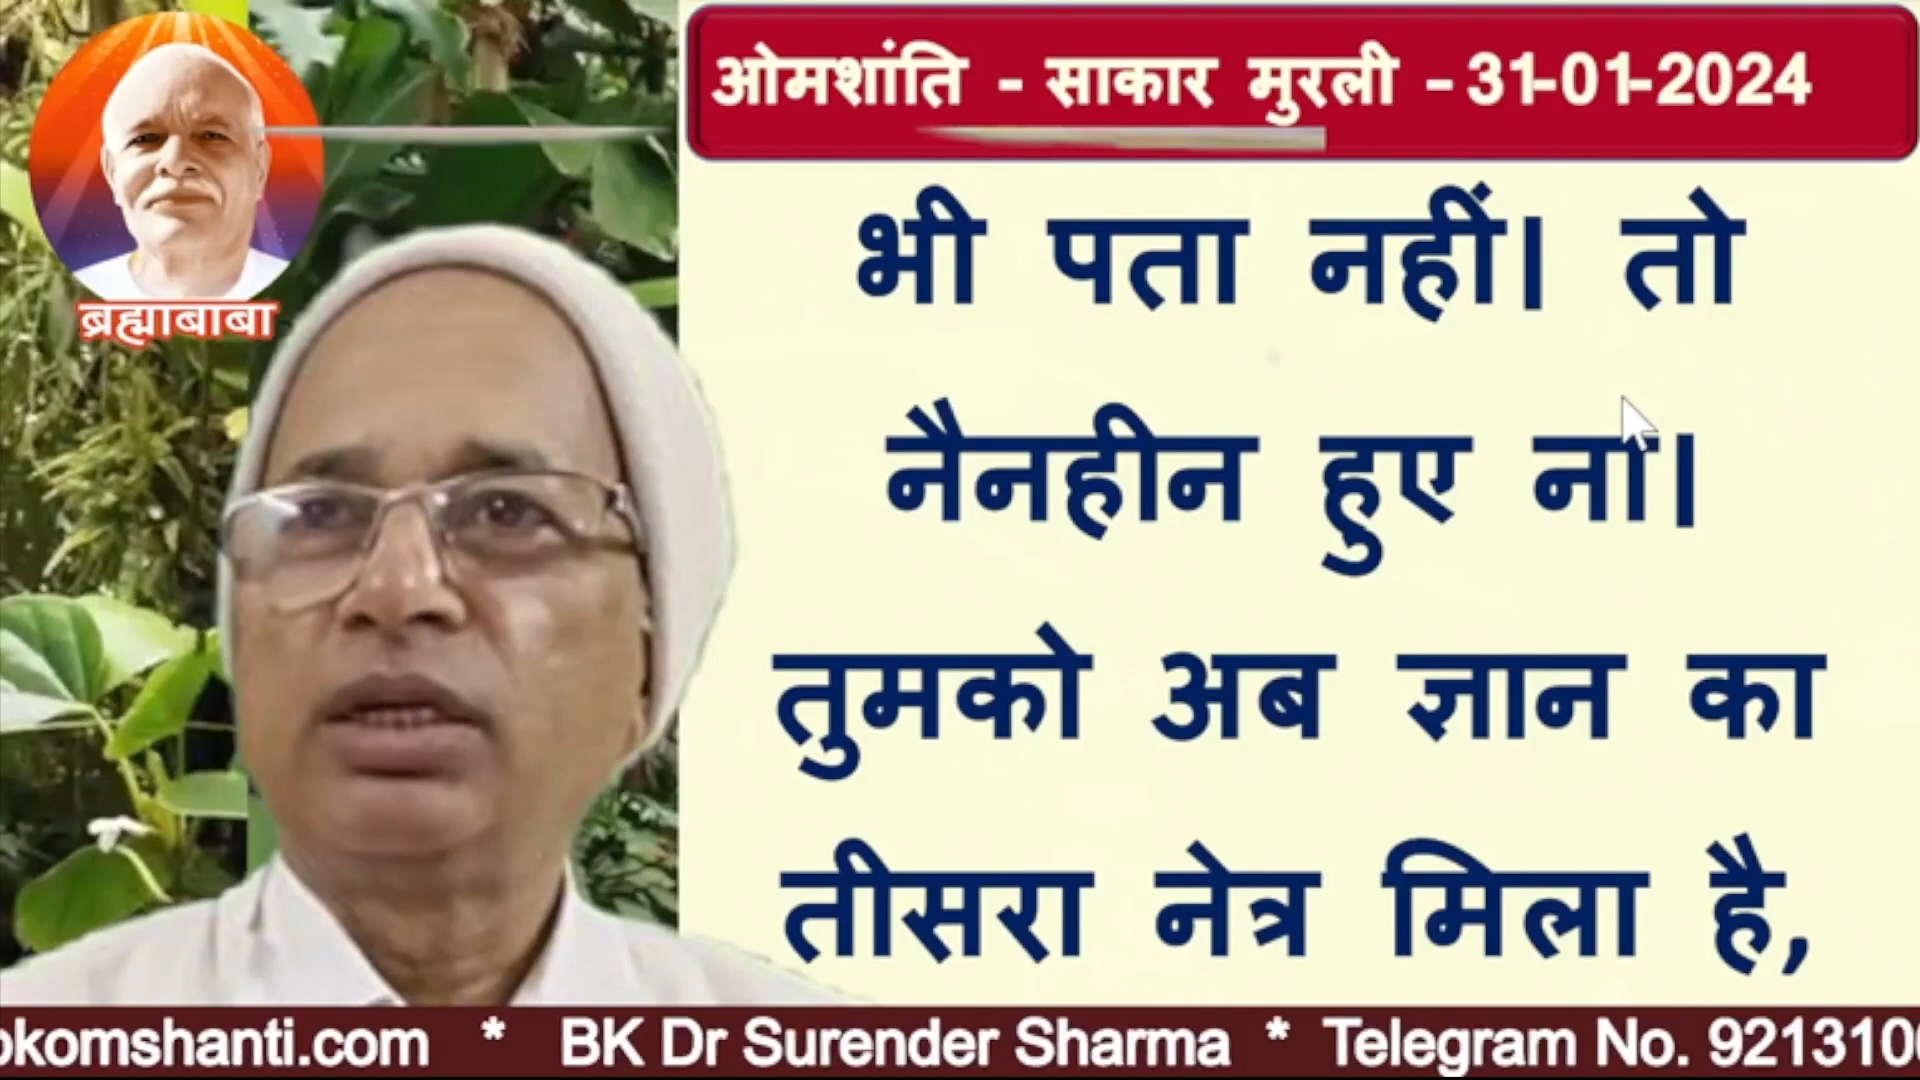 ओमशांति - साकार मुरली - 31-01-2024
ब्रह्माबाबा
भी पता नहीं। तो
नैनहीन हुए ना।
तुमको अब ज्ञान का
तीसरा नेत्र मिला है,
okomshanti.com * BK Dr Surender Sharma * Telegram No. 921310